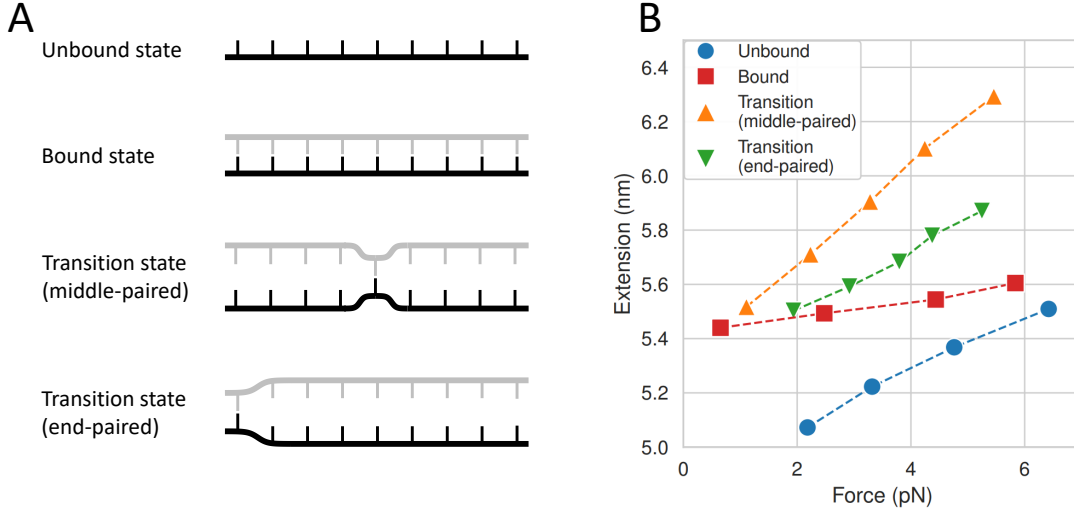 A
Unbound state
Bound state
Transition state
(middle-paired)
Transition state
(end-paired)
B
Unbound
Bound
Transition
(middle-paired)
Transition
(end-paired)
Extension (nm)
6.4
6.2
6.0
5.8
5.6
5.4
5.2
5.0
0
2
4
6
Force (pN)